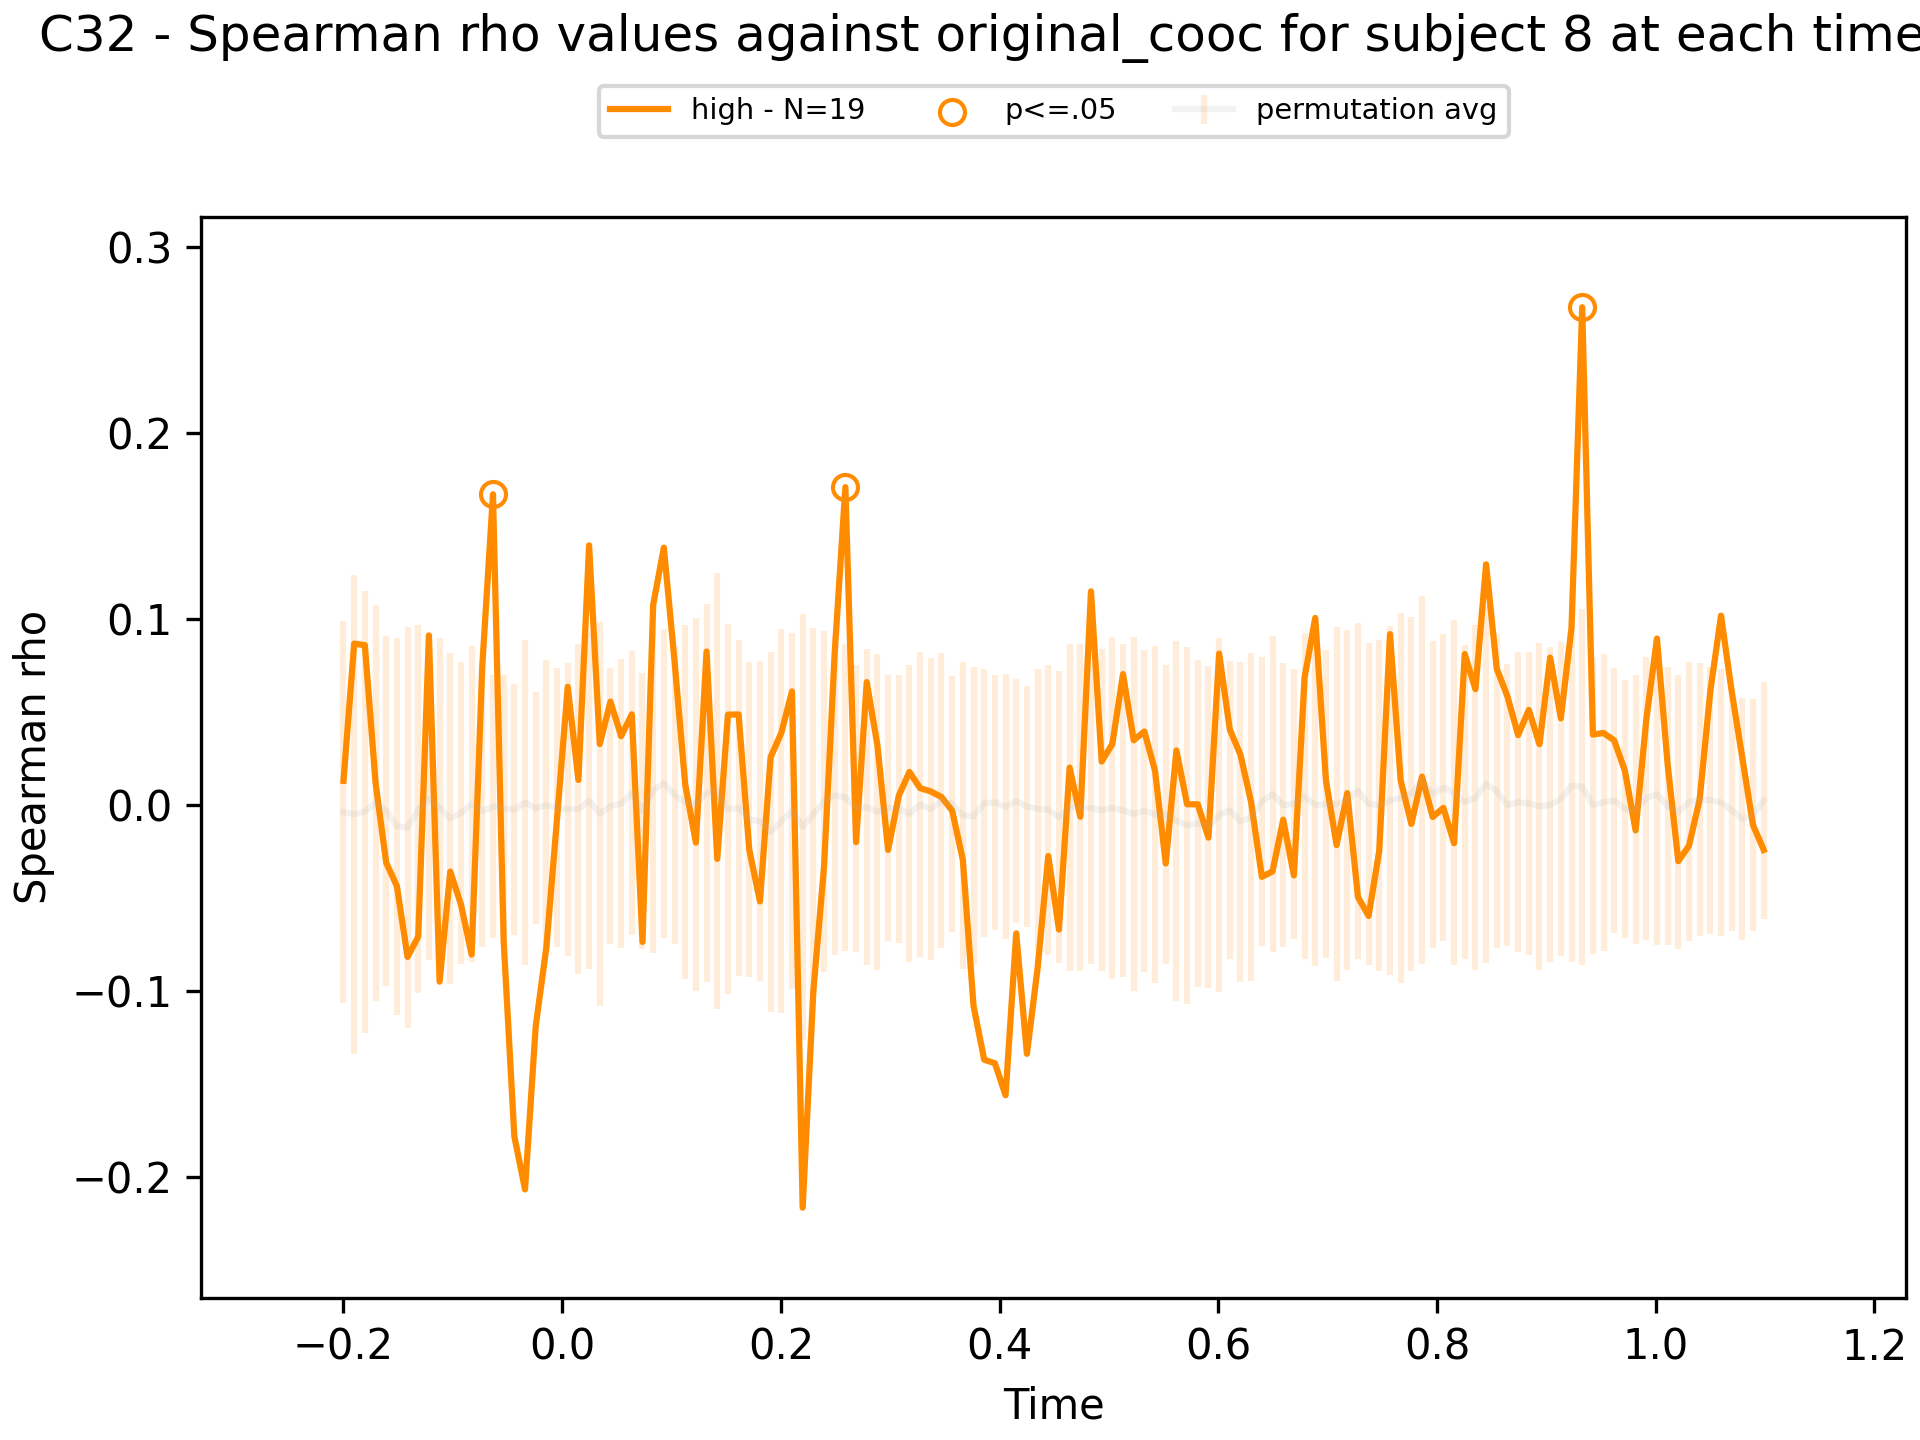 C32 - Spearman rho values against original_cooc for subject 8 at each time
high - N=19 p<=.05 permutation avg
0.3
0.2
0.1
0.0
−0.1
−0.2
Spearman rho
−0.2 0.0 0.2 0.4 0.6 0.8 1.0 1.2
Time